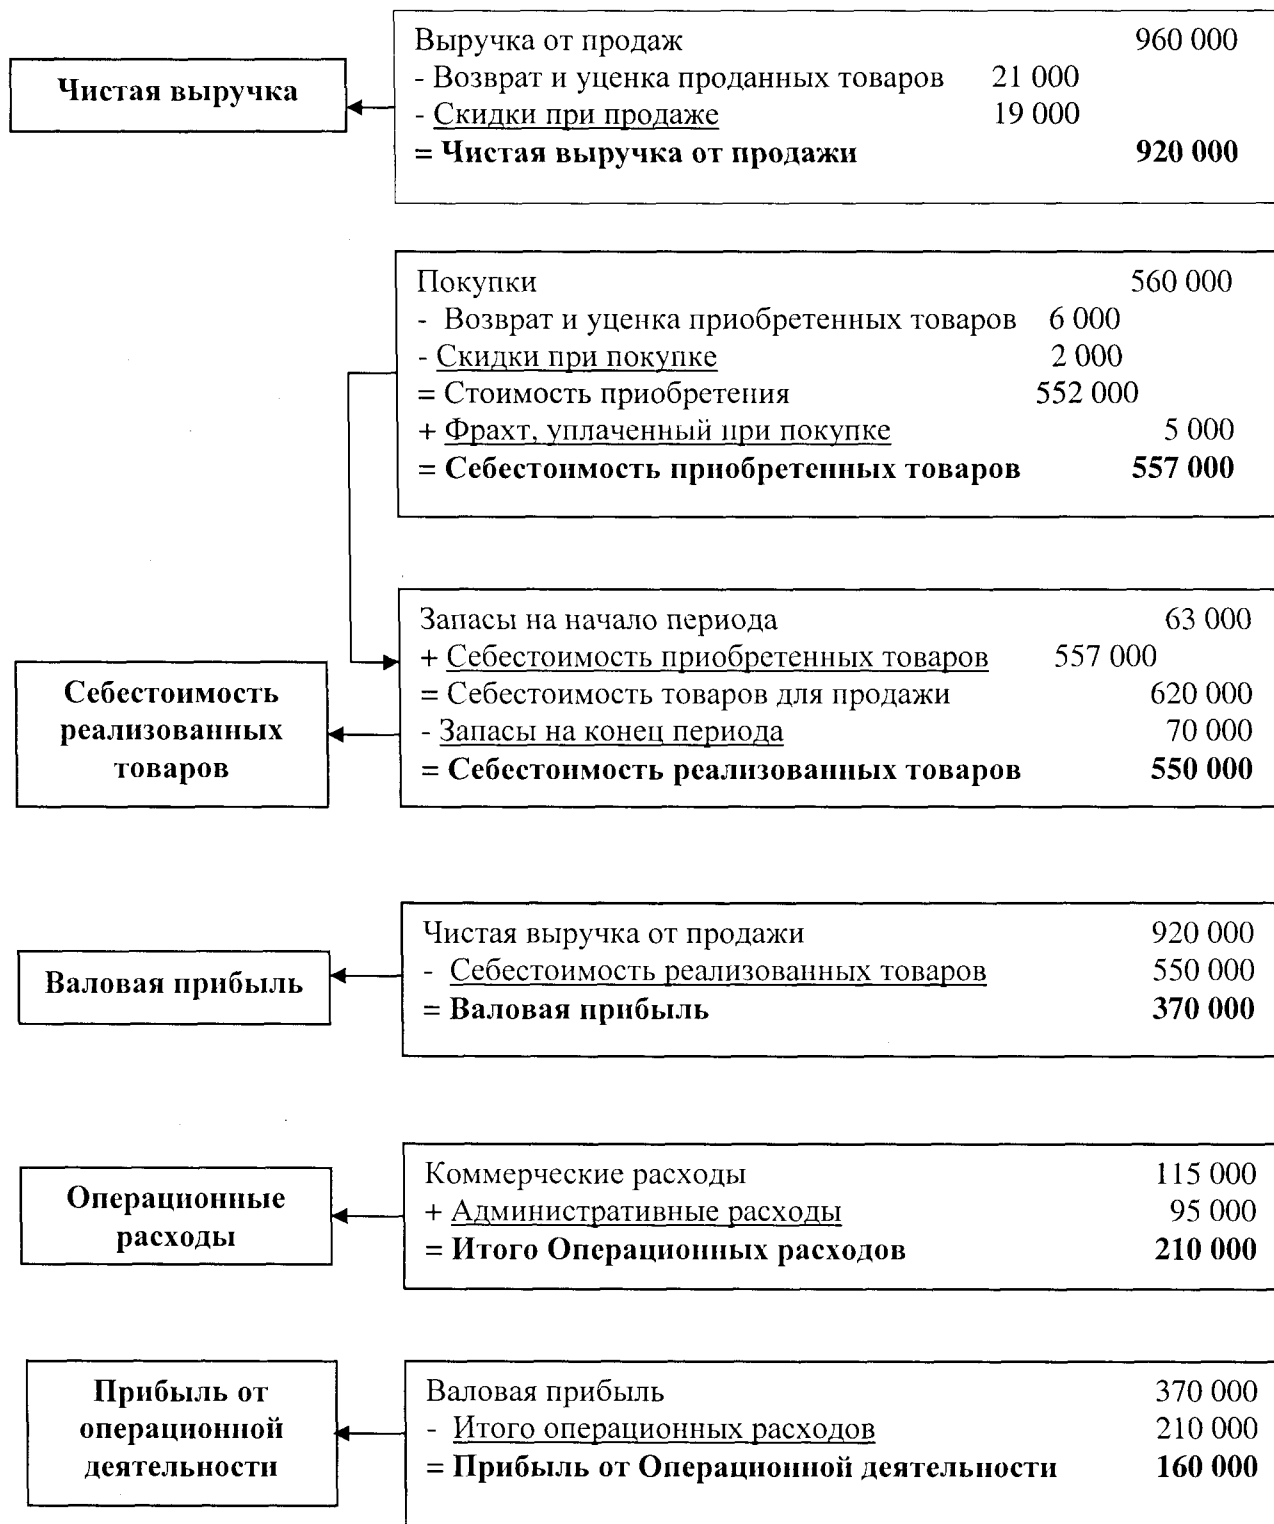 Чистая выручка
Выручка от продаж 960 000
- Возврат и уценка проданных товаров 21 000
- Скидки при продаже 19 000
= Чистая выручка от продажи 920 000
Покупки 560 000
- Возврат и уценка приобретенных товаров 6 000
- Скидки при покупке 2 000
= Стоимость приобретения 552 000
+ Фрахт, уплаченный при покупке 5 000
= Себестоимость приобретенных товаров 557 000
Себестоимость
реализованных
товаров
Запасы на начало периода 63 000
+ Себестоимость приобретенных товаров 557 000
= Себестоимость товаров для продажи 620 000
- Запасы на конец периода 70 000
= Себестоимость реализованных товаров 550 000
Валовая прибыль
Чистая выручка от продажи 920 000
- Себестоимость реализованных товаров 550 000
= Валовая прибыль 370 000
Операционные
расходы
Коммерческие расходы 115 000
+ Административные расходы 95 000
= Итого Операционных расходов 210 000
Прибыль от
операционной
деятельности
Валовая прибыль 370 000
- Итого операционных расходов 210 000
= Прибыль от Операционной деятельности 160 000